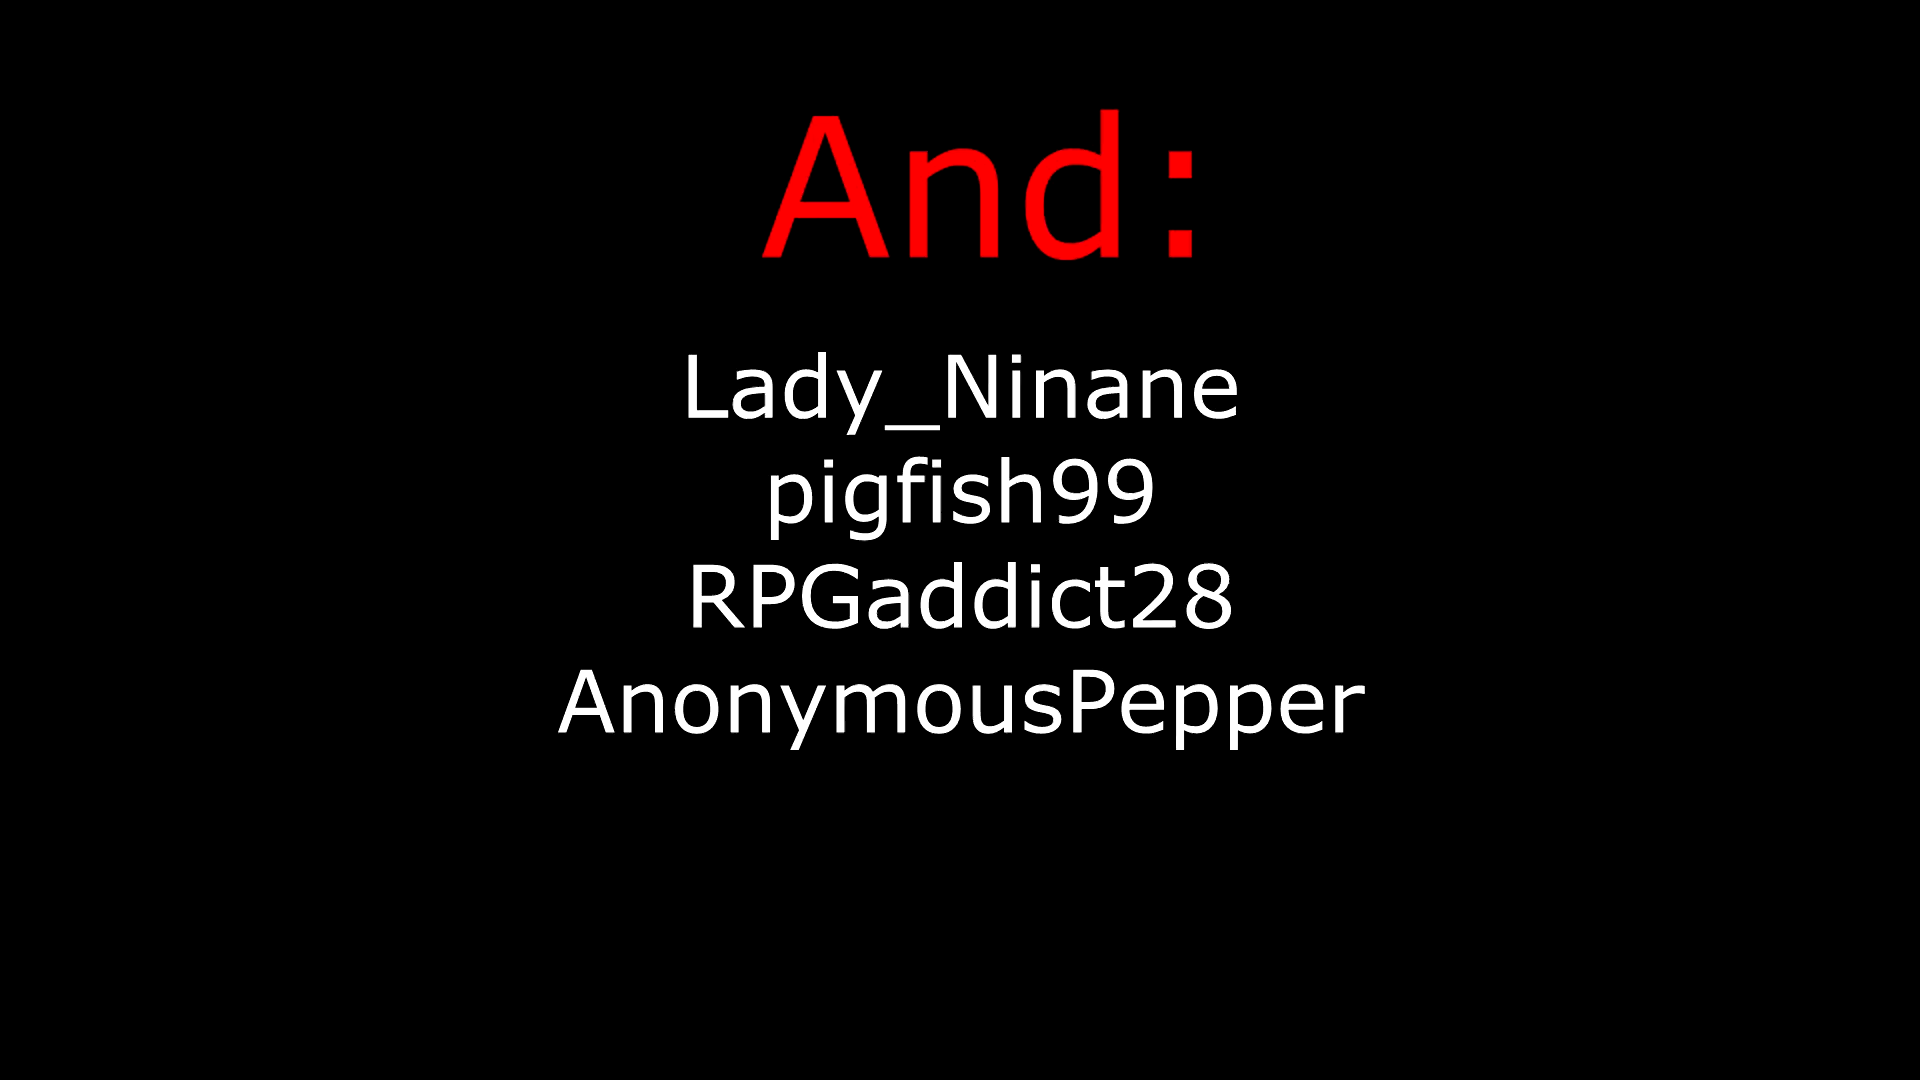 And:
Lady_Ninane
pigfish99
RPGaddict28
AnonymousPepper